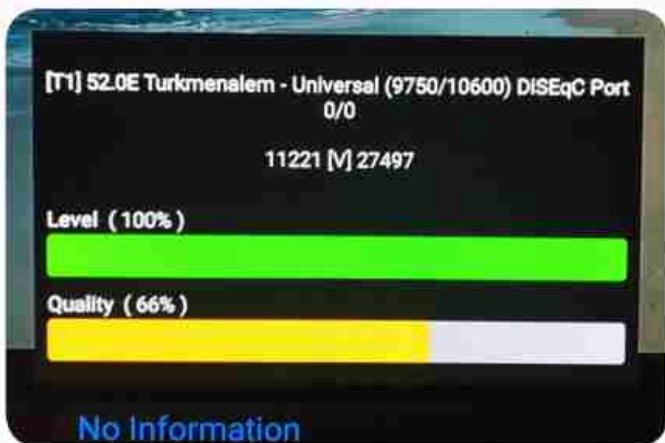 [T1] 52.0E Turkmenalem - Universal (9750/10600) DiSEqC Port
0/0
11221 [V] 27497
Level (100%)
Quality (66%)
No Information